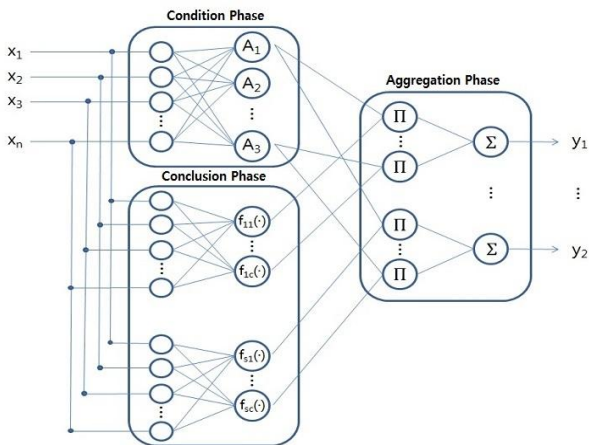 Condition Phase
x1
x2
x3
xn
A1
A2
A3
Conclusion Phase
f11(·)
f1c(·)
fs1(·)
fsc(·)
Aggregation Phase
Π
Π
Π
Π
Σ
Σ
y1
y2